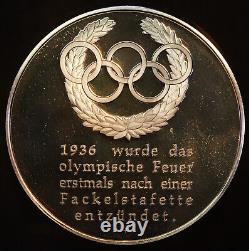 1936 wurde das
olympische Feuer
erstmals nach einer
Fackelstafette
entzündet.